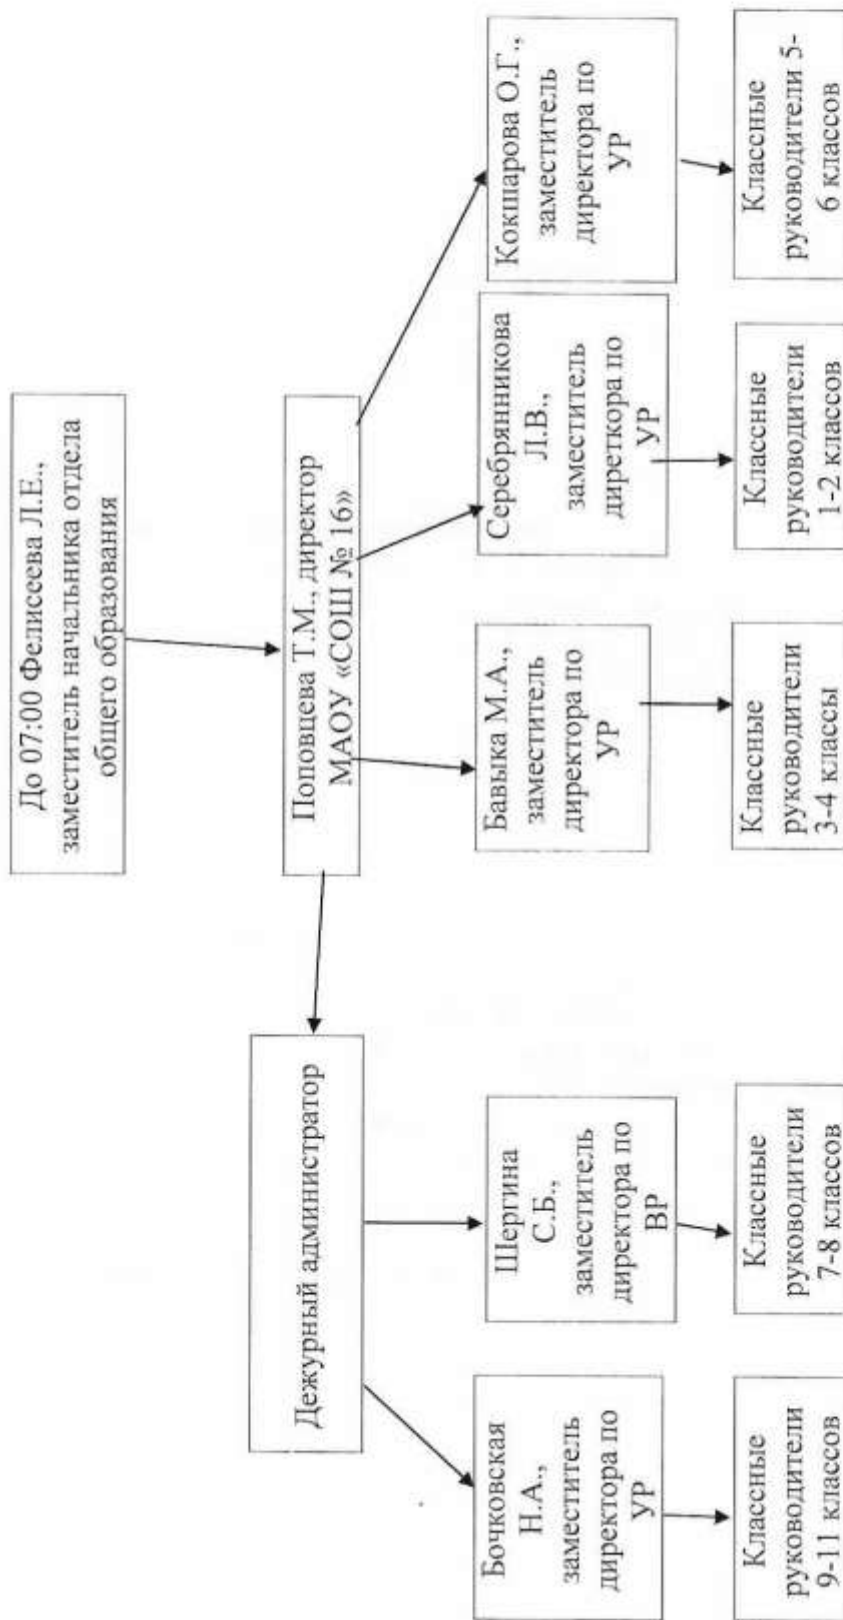 До 07:00 Фелисеева Л.Е.,
заместитель начальника отдела
общего образования
Поповцева Т.М., директор
МАОУ «СОШ № 16»
Дежурный администратор
Бочковская
Н.А.,
заместитель
директора по
УР
Шергина
С.Б.,
заместитель
директора по
ВР
Бавыка М.А.,
заместитель
директора по
УР
Серебрянникова
Л.В.,
заместитель
диреткора по
УР
Кокшарова О.Г.,
заместитель
директора по
УР
Классные
руководители
9-11 классов
Классные
руководители
7-8 классов
Классные
руководители
3-4 классы
Классные
руководители
1-2 классов
Классные
руководители 5-
6 классов